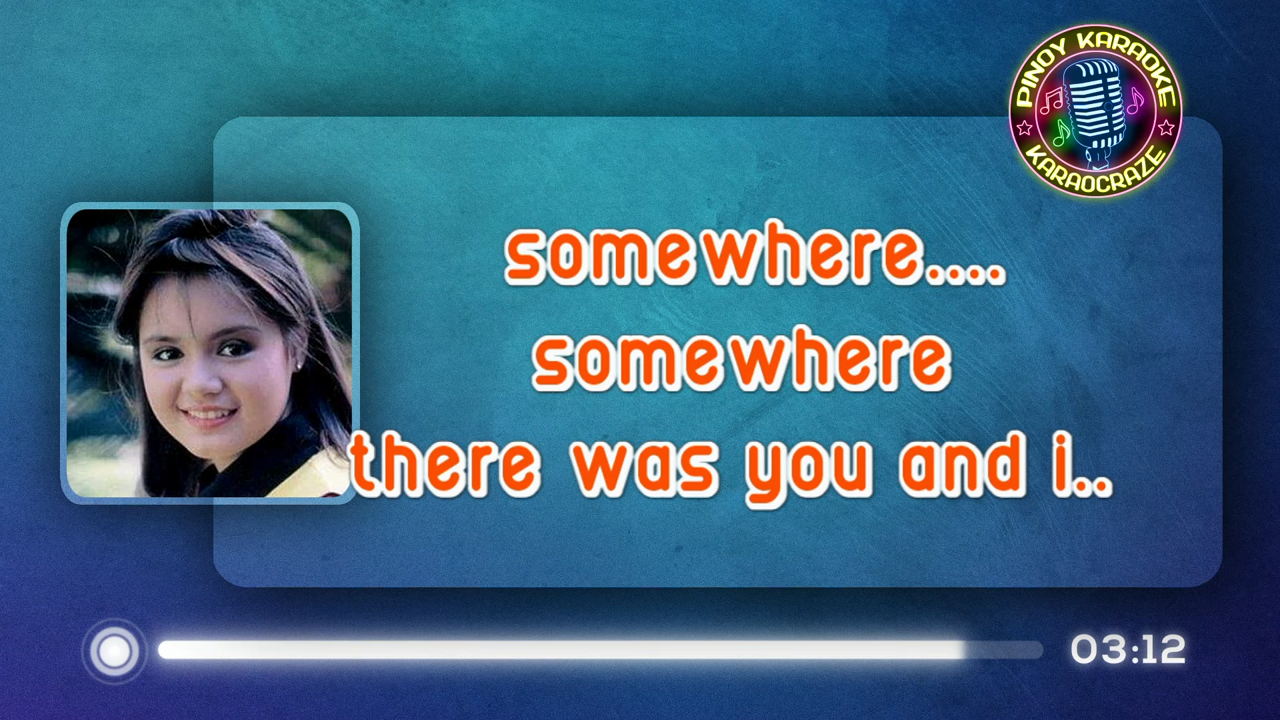 PINOY KARAOKE
KARAOCRAZE
somewhere....
somewhere
there was you and i..
03:12